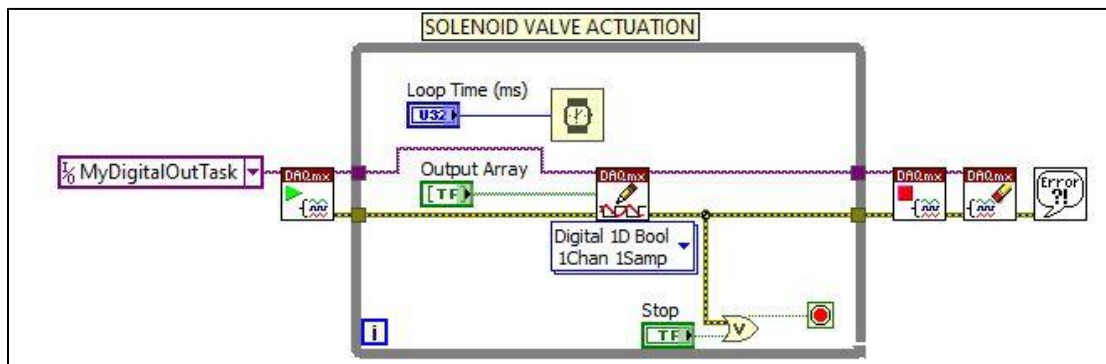 SOLENOID VALVE ACTUATION
Loop Time (ms)
U32
I/O MyDigitalOutTask
DAQmx
Output Array
[TF]
DAQmx
DAQmx
DAQmx
Error
?!
Digital 1D Bool
1Chan 1Samp
Stop
TF
V
i